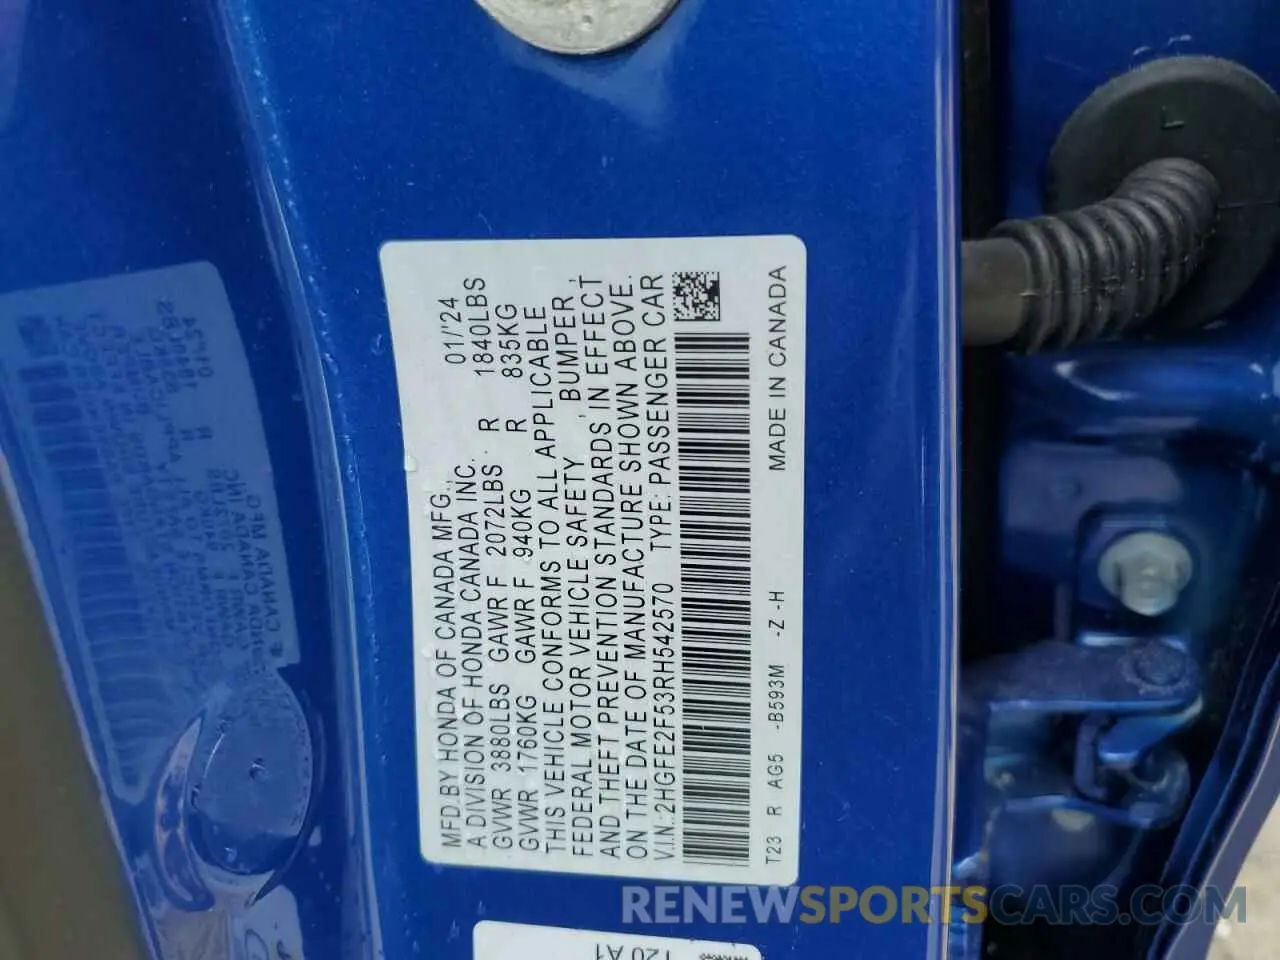 MFD.BY HONDA OF CANADA MFG., 01/'24
A DIVISION OF HONDA CANADA INC.
GVWR 3880LBS GAWR F 2072LBS R 1840LBS
GVWR 1760KG GAWR F 940KG R 835KG
THIS VEHICLE CONFORMS TO ALL APPLICABLE
FEDERAL MOTOR VEHICLE SAFETY , BUMPER ,
AND THEFT PREVENTION STANDARDS IN EFFECT
ON THE DATE OF MANUFACTURE SHOWN ABOVE.
V.I.N.:2HGFE2F53RH542570 TYPE: PASSENGER CAR
T23 R AG5 -B593M -Z -H MADE IN CANADA
L
RENEWSPORTSCARS.COM